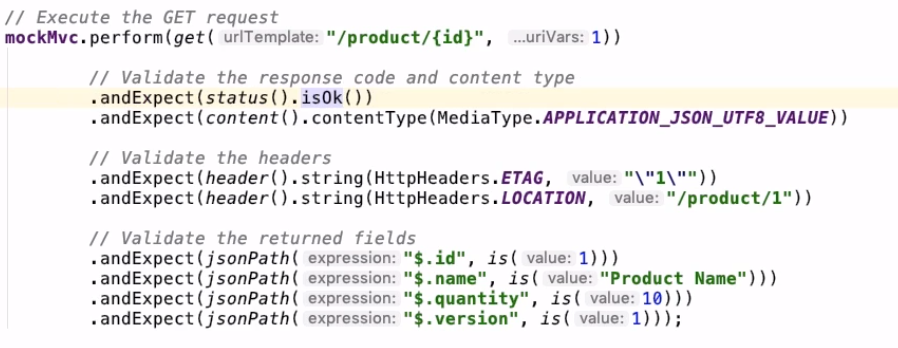 // Execute the GET request
mockMvc.perform(get( urlTemplate: "/product/{id}", ...uriVars: 1))
// Validate the response code and content type
.andExpect(status().isOk())
.andExpect(content().contentType(MediaType.APPLICATION_JSON_UTF8_VALUE))
// Validate the headers
.andExpect(header().string(HttpHeaders.ETAG, value: "\"1\""))
.andExpect(header().string(HttpHeaders.LOCATION, value: "/product/1"))
// Validate the returned fields
.andExpect(jsonPath( expression: "$.id", is( value: 1)))
.andExpect(jsonPath( expression: "$.name", is( value: "Product Name")))
.andExpect(jsonPath( expression: "$.quantity", is( value: 10)))
.andExpect(jsonPath( expression: "$.version", is( value: 1)));